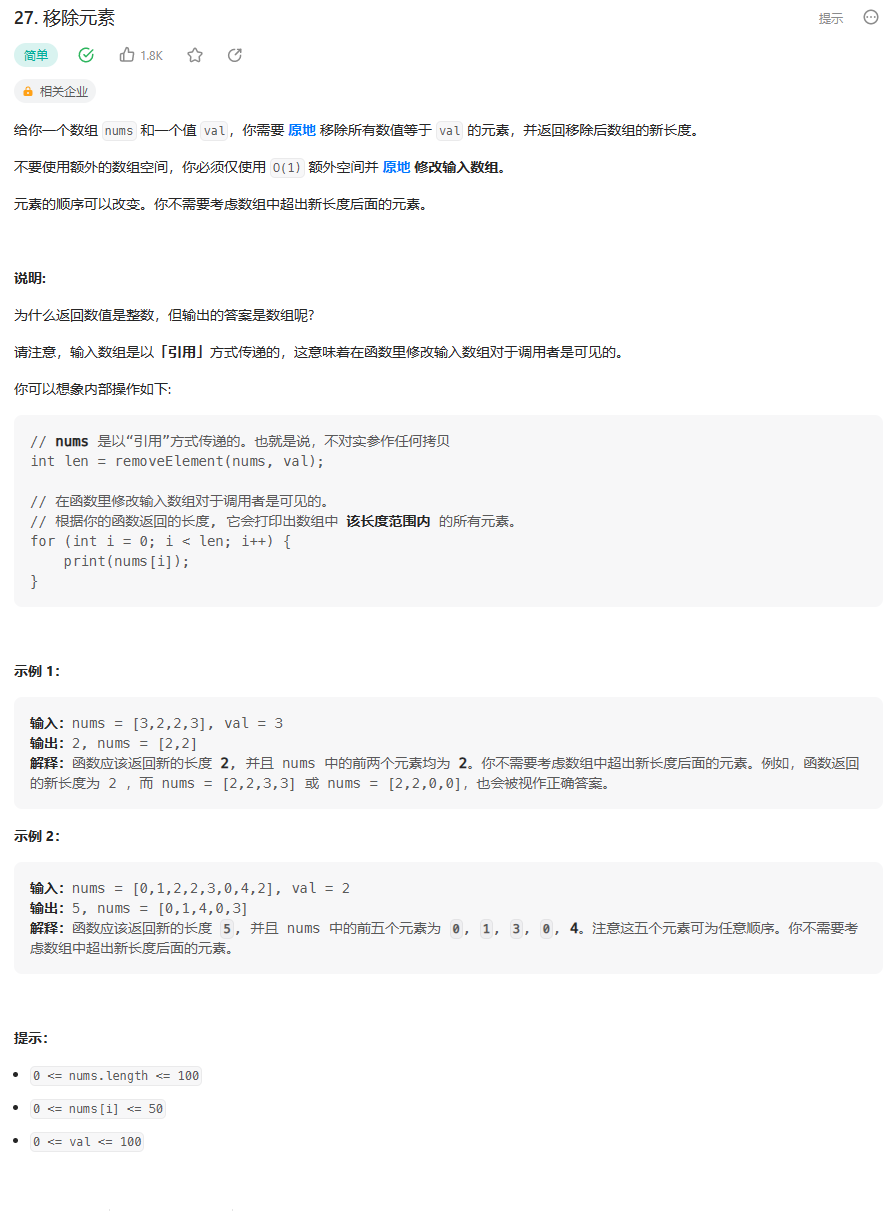 27. 移除元素
提示
简单
1.8K
相关企业
给你一个数组 nums 和一个值 val，你需要 原地 移除所有数值等于 val 的元素，并返回移除后数组的新长度。
不要使用额外的数组空间，你必须仅使用 O(1) 额外空间并 原地 修改输入数组。
元素的顺序可以改变。你不需要考虑数组中超出新长度后面的元素。
说明:
为什么返回数值是整数，但输出的答案是数组呢?
请注意，输入数组是以「引用」方式传递的，这意味着在函数里修改输入数组对于调用者是可见的。
你可以想象内部操作如下:
// nums 是以“引用”方式传递的。也就是说，不对实参作任何拷贝
int len = removeElement(nums, val);
// 在函数里修改输入数组对于调用者是可见的。
// 根据你的函数返回的长度, 它会打印出数组中 该长度范围内 的所有元素。
for (int i = 0; i < len; i++) {
    print(nums[i]);
}
示例 1：
输入：nums = [3,2,2,3], val = 3
输出：2, nums = [2,2]
解释：函数应该返回新的长度 2, 并且 nums 中的前两个元素均为 2。你不需要考虑数组中超出新长度后面的元素。例如，函数返回
的新长度为 2 ，而 nums = [2,2,3,3] 或 nums = [2,2,0,0]，也会被视作正确答案。
示例 2：
输入：nums = [0,1,2,2,3,0,4,2], val = 2
输出：5, nums = [0,1,4,0,3]
解释：函数应该返回新的长度 5, 并且 nums 中的前五个元素为 0, 1, 3, 0, 4。注意这五个元素可为任意顺序。你不需要考
虑数组中超出新长度后面的元素。
提示：
• 0 <= nums.length <= 100
• 0 <= nums[i] <= 50
• 0 <= val <= 100